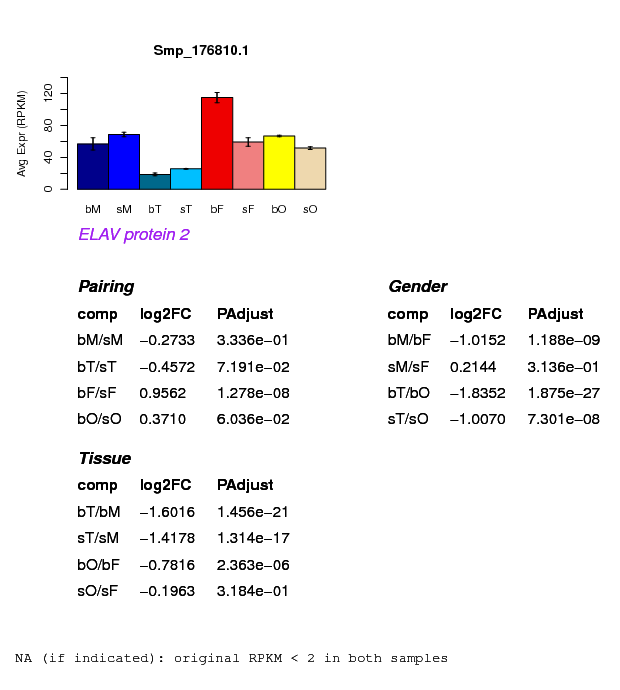 Smp_176810.1
Avg Expr (RPKM)
0 40 80 120
bM sM bT sT bF sF bO sO
ELAV protein 2
Pairing
comp log2FC PAdjust
bM/sM −0.2733 3.336e−01
bT/sT −0.4572 7.191e−02
bF/sF 0.9562 1.278e−08
bO/sO 0.3710 6.036e−02
Gender
comp log2FC PAdjust
bM/bF −1.0152 1.188e−09
sM/sF 0.2144 3.136e−01
bT/bO −1.8352 1.875e−27
sT/sO −1.0070 7.301e−08
Tissue
comp log2FC PAdjust
bT/bM −1.6016 1.456e−21
sT/sM −1.4178 1.314e−17
bO/bF −0.7816 2.363e−06
sO/sF −0.1963 3.184e−01
NA (if indicated): original RPKM < 2 in both samples